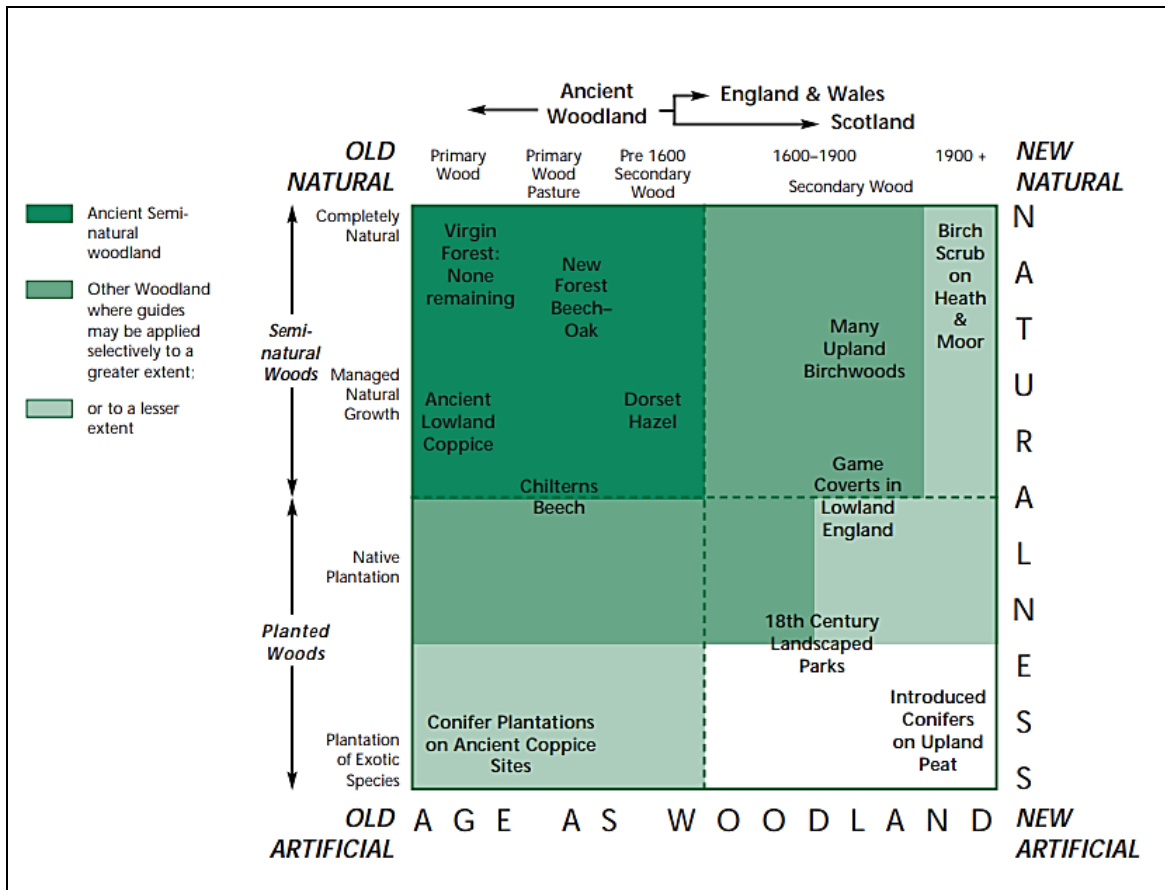 Ancient
Woodland
England & Wales
Scotland
OLD
NATURAL
Primary
Wood
Primary
Wood
Pasture
Pre 1600
Secondary
Wood
1600–1900
1900 +
Secondary Wood
NEW
NATURAL
Ancient Semi-
natural
woodland
Other Woodland
where guides
may be applied
selectively to a
greater extent;
or to a lesser
extent
Semi-
natural
Woods
Planted
Woods
Completely
Natural
Managed
Natural
Growth
Native
Plantation
Plantation
of Exotic
Species
Virgin
Forest:
None
remaining
New
Forest
Beech–
Oak
Many
Upland
Birchwoods
Birch
Scrub
on
Heath
&
Moor
Ancient
Lowland
Coppice
Dorset
Hazel
Chilterns
Beech
Game
Coverts in
Lowland
England
18th Century
Landscaped
Parks
Conifer Plantations
on Ancient Coppice
Sites
Introduced
Conifers
on Upland
Peat
NATURALNESS
OLD
ARTIFICIAL
AGE AS WOODLAND
NEW
ARTIFICIAL